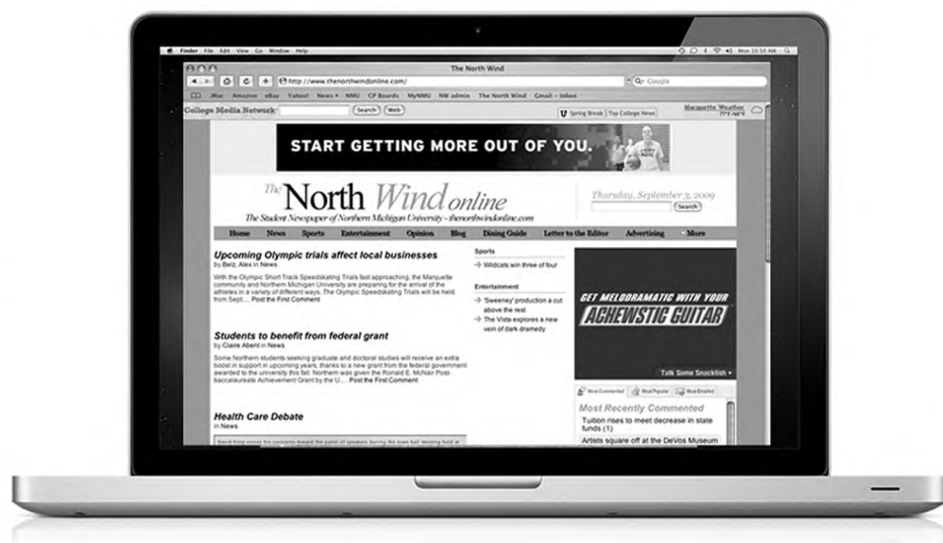 Finder File Edit View Go Window Help
Mon 10:50 AM
The North Wind
http://www.thenorthwindonline.com/
Google
.Mac Amazon eBay Yahoo! News NMU CP Boards MyNMU NW admin The North Wind Gmail - Inbox
College Media Network Search Web
Spring Break Top College News
Marquette Weather
77°F/68°F
START GETTING MORE OUT OF YOU.
The North Wind online
The Student Newspaper of Northern Michigan University - thenorthwindonline.com
Thursday, September 3, 2009
Search
Home News Sports Entertainment Opinion Blog Dining Guide Letter to the Editor Advertising More
Upcoming Olympic trials affect local businesses
by Belz, Alex in News
With the Olympic Short Track Speedskating Trials fast approaching, the Marquette
community and Northern Michigan University are preparing for the arrival of the
athletes in a variety of different ways. The Olympic Speedskating Trials will be held
from Sept.... Post the First Comment
Students to benefit from federal grant
by Claire Abent in News
Some Northern students seeking graduate and doctoral studies will receive an extra
boost in support in upcoming years, thanks to a new grant from the federal government
awarded to the university this fall. Northern was given the Ronald E. McNair Post-
baccalaureate Achievement Grant by the U.... Post the First Comment
Health Care Debate
in News
Sports
→ Wildcats win three of four
Entertainment
→ 'Sweeney' production a cut
above the rest
→ The Vista explores a new
vein of dark dramedy
GET MELODRAMATIC WITH YOUR
ACHEWSTIC GUITAR
Talk Some Snacklish
Most Commented Most Popular Most Emailed
Most Recently Commented
Tuition rises to meet decrease in state
funds (1)
Artists square off at the DeVos Museum